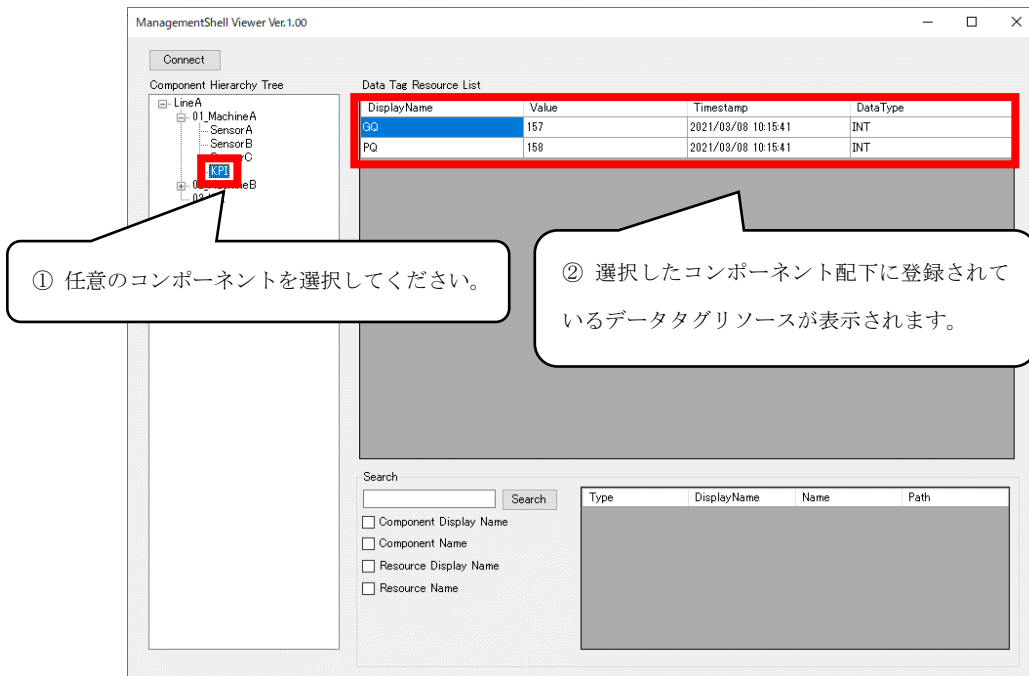 ManagementShell Viewer Ver.1.00
Connect
Component Hierarchy Tree
LineA
01_MachineA
SensorA
SensorB
KPI
Data Tag Resource List
DisplayName Value Timestamp DataType
GQ 157 2021/03/08 10:15:41 INT
PQ 158 2021/03/08 10:15:41 INT
① 任意のコンポーネントを選択してください。
② 選択したコンポーネント配下に登録されて
いるデータタグリソースが表示されます。
Search
Search
Component Display Name
Component Name
Resource Display Name
Resource Name
Type DisplayName Name Path